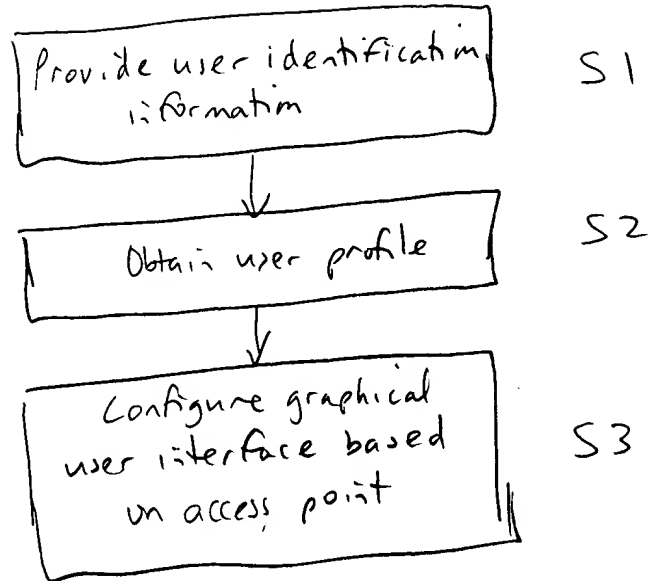 Provide user identification S1
information
Obtain user profile S2
Configure graphical
user interface based S3
on access point